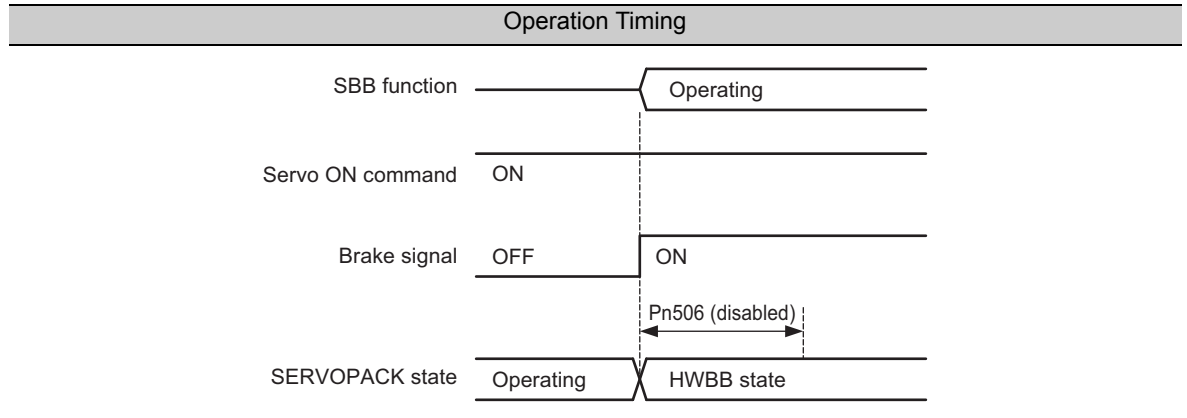 Operation Timing
SBB function Operating
Servo ON command ON
Brake signal OFF ON
Pn506 (disabled)
SERVOPACK state Operating HWBB state